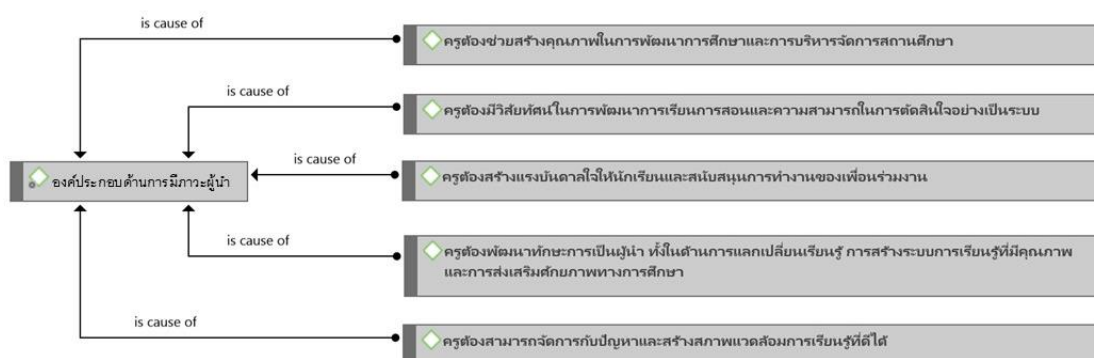 is cause of
ครูต้องช่วยสร้างคุณภาพในการพัฒนาการศึกษาและการบริหารจัดการสถานศึกษา
is cause of
ครูต้องมีวิสัยทัศน์ในการพัฒนาการเรียนการสอนและความสามารถในการตัดสินใจอย่างเป็นระบบ
is cause of
องค์ประกอบด้านการมีภาวะผู้นำ
ครูต้องสร้างแรงบันดาลใจให้นักเรียนและสนับสนุนการทำงานของเพื่อนร่วมงาน
is cause of
ครูต้องพัฒนาทักษะการเป็นผู้นำ ทั้งในด้านการแลกเปลี่ยนเรียนรู้ การสร้างระบบการเรียนรู้ที่มีคุณภาพ
และการส่งเสริมศักยภาพทางการศึกษา
is cause of
ครูต้องสามารถจัดการกับปัญหาและสร้างสภาพแวดล้อมการเรียนรู้ที่ดีได้